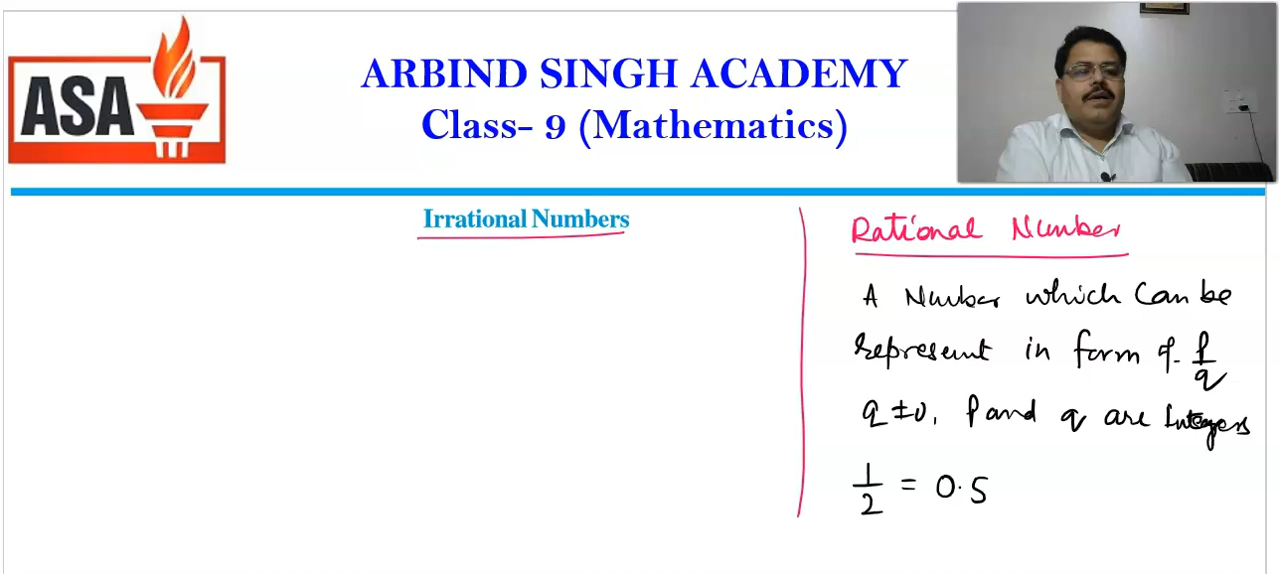 ASA
ARBIND SINGH ACADEMY
Class- 9 (Mathematics)
Irrational Numbers
Rational Number
A Number which can be
represent in form of p/q
q ≠ 0, p and q are Integers
1/2 = 0.5